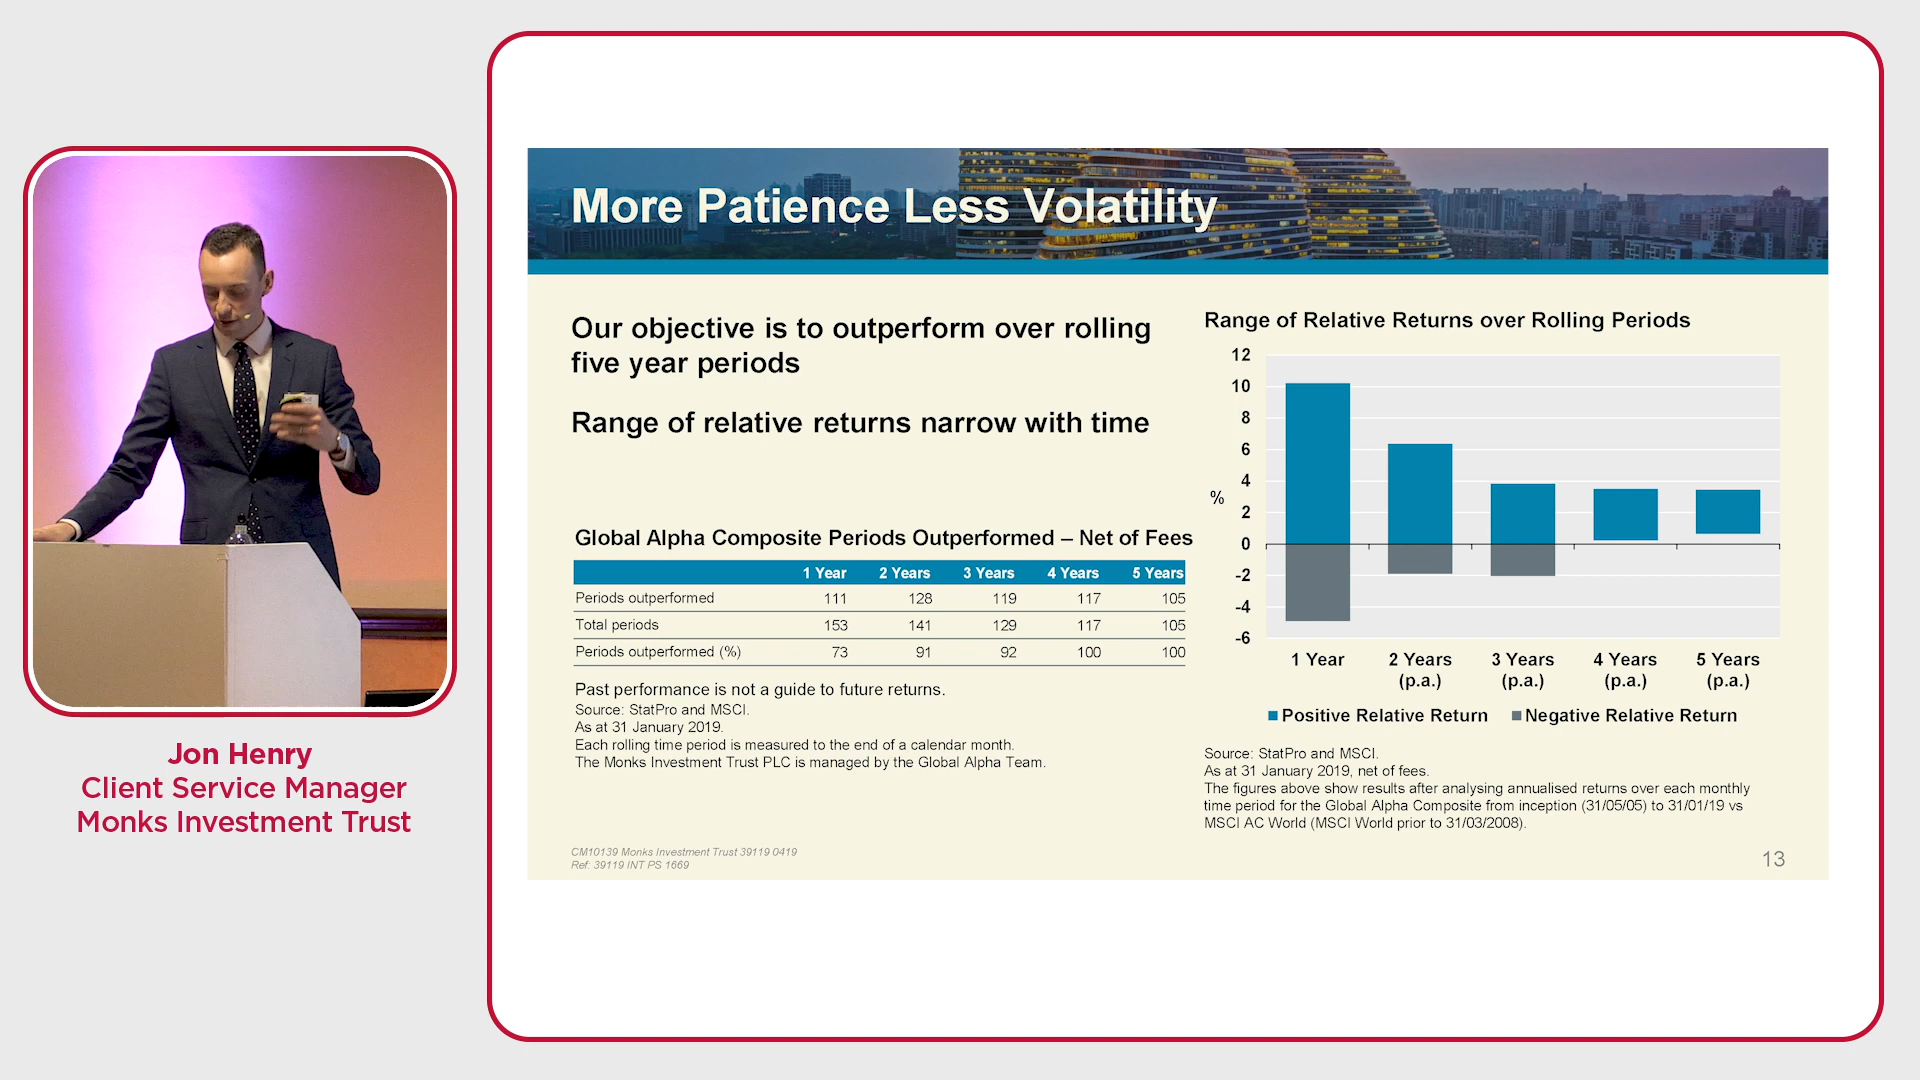 Jon Henry
Client Service Manager
Monks Investment Trust
More Patience Less Volatility
Our objective is to outperform over rolling
five year periods
Range of relative returns narrow with time
Global Alpha Composite Periods Outperformed – Net of Fees
1 Year 2 Years 3 Years 4 Years 5 Years
Periods outperformed 111 128 119 117 105
Total periods 153 141 129 117 105
Periods outperformed (%) 73 91 92 100 100
Past performance is not a guide to future returns.
Source: StatPro and MSCI.
As at 31 January 2019.
Each rolling time period is measured to the end of a calendar month.
The Monks Investment Trust PLC is managed by the Global Alpha Team.
Range of Relative Returns over Rolling Periods
12
10
8
6
4
%
2
0
-2
-4
-6
1 Year 2 Years 3 Years 4 Years 5 Years
(p.a.) (p.a.) (p.a.) (p.a.)
Positive Relative Return Negative Relative Return
Source: StatPro and MSCI.
As at 31 January 2019, net of fees.
The figures above show results after analysing annualised returns over each monthly
time period for the Global Alpha Composite from inception (31/05/05) to 31/01/19 vs
MSCI AC World (MSCI World prior to 31/03/2008).
CM10139 Monks Investment Trust 39119 0419
Ref: 39119 INT PS 1669
13